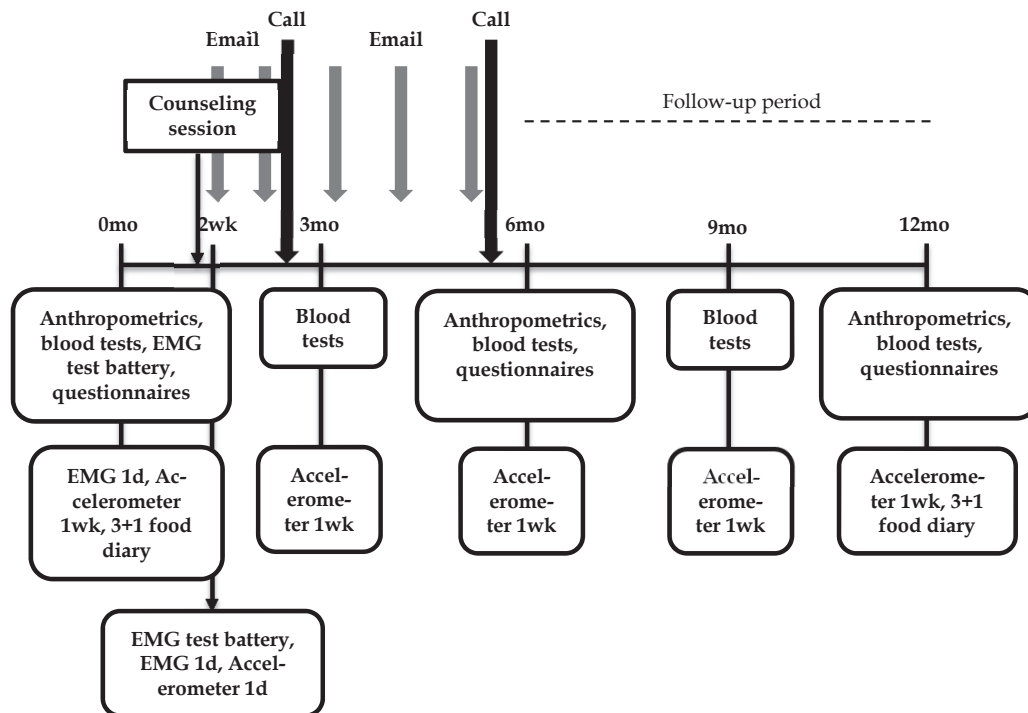 Call
Call
Email
Email
Counseling
session
Follow-up period
0mo
2wk
3mo
6mo
9mo
12mo
Anthropometrics,
blood tests, EMG
test battery,
questionnaires
Blood
tests
Anthropometrics,
blood tests,
questionnaires
Blood
tests
Anthropometrics,
blood tests,
questionnaires
EMG 1d, Ac-
celerometer
1wk, 3+1 food
diary
Accel-
erome-
ter 1wk
Accel-
erome-
ter 1wk
Accel-
erome-
ter 1wk
Accelerome-
ter 1wk, 3+1
food diary
EMG test battery,
EMG 1d, Accel-
erometer 1d